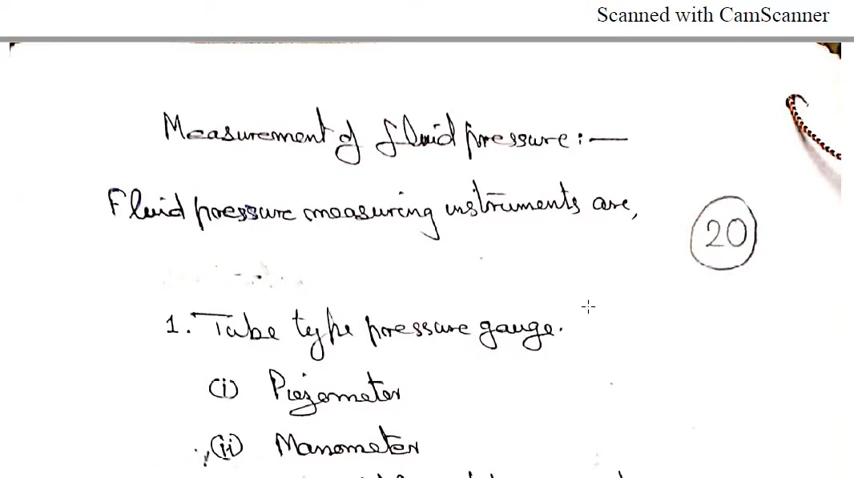 Scanned with CamScanner
Measurement of fluid pressure :—
Fluid pressure measuring instruments are,
20
1. Tube type pressure gauge.
(i) Piezometer
(ii) Manometer